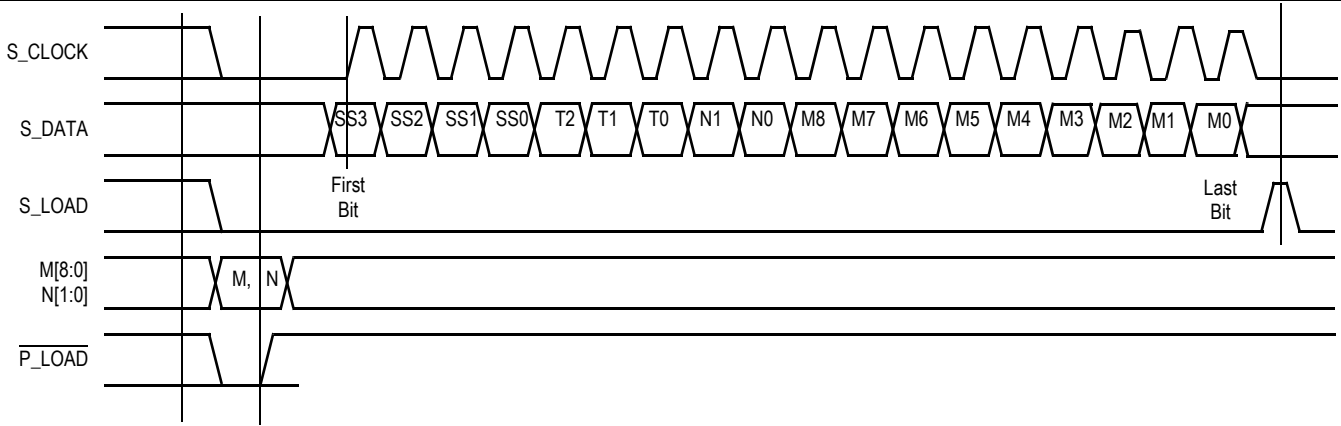 S_CLOCK
S_DATA
SS3 SS2 SS1 SS0 T2 T1 T0 N1 N0 M8 M7 M6 M5 M4 M3 M2 M1 M0
First
Bit
Last
Bit
S_LOAD
M[8:0]
N[1:0]
M, N
P_LOAD